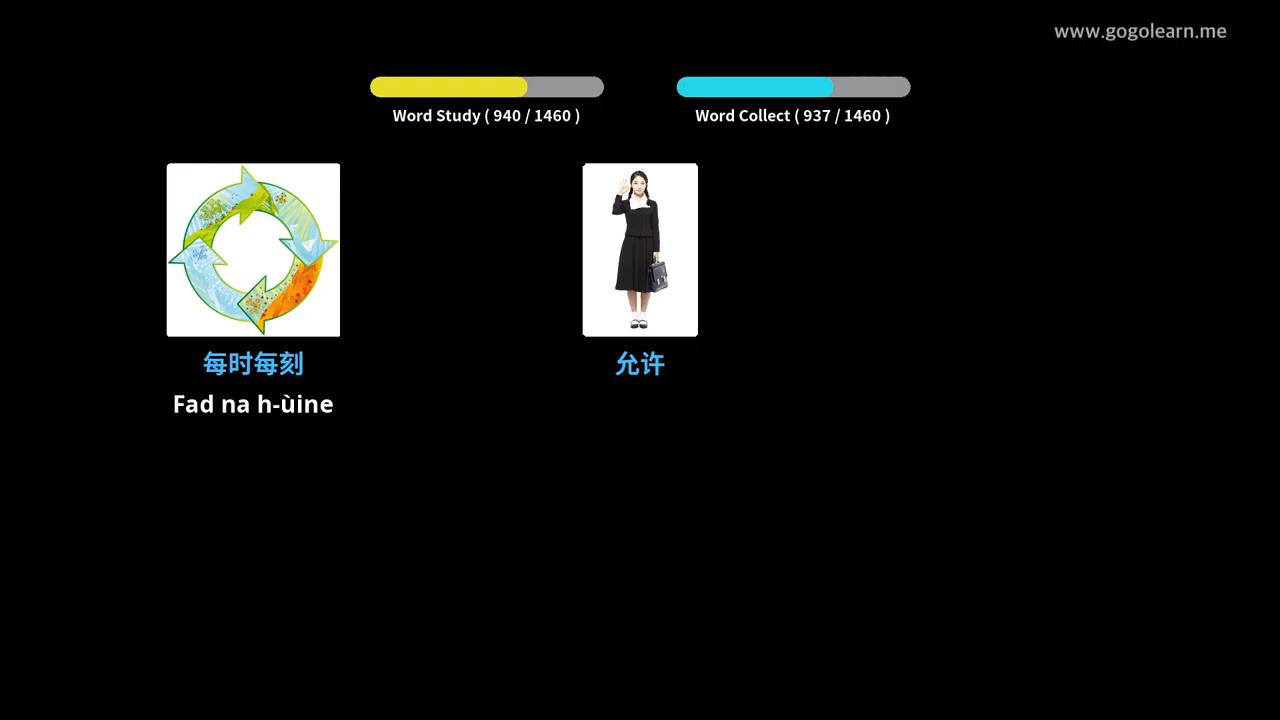 www.gogolearn.me
Word Study ( 940 / 1460 )
Word Collect ( 937 / 1460 )
每时每刻
允许
Fad na h-ùine